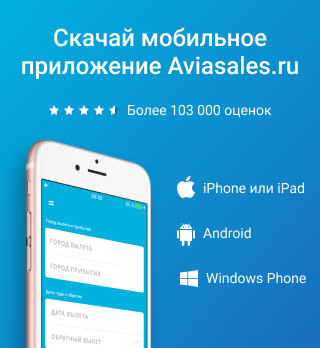 Скачай мобильное
приложение Aviasales.ru
Более 103 000 оценок
iPhone или iPad
Android
Windows Phone
20:42
Город вылета и прибытия
ГОРОД ВЫЛЕТА
ГОРОД ПРИБЫТИЯ
Даты туда и обратно
ДАТА ВЫЛЕТА
ОБРАТНЫЙ ВЫЛЕТ